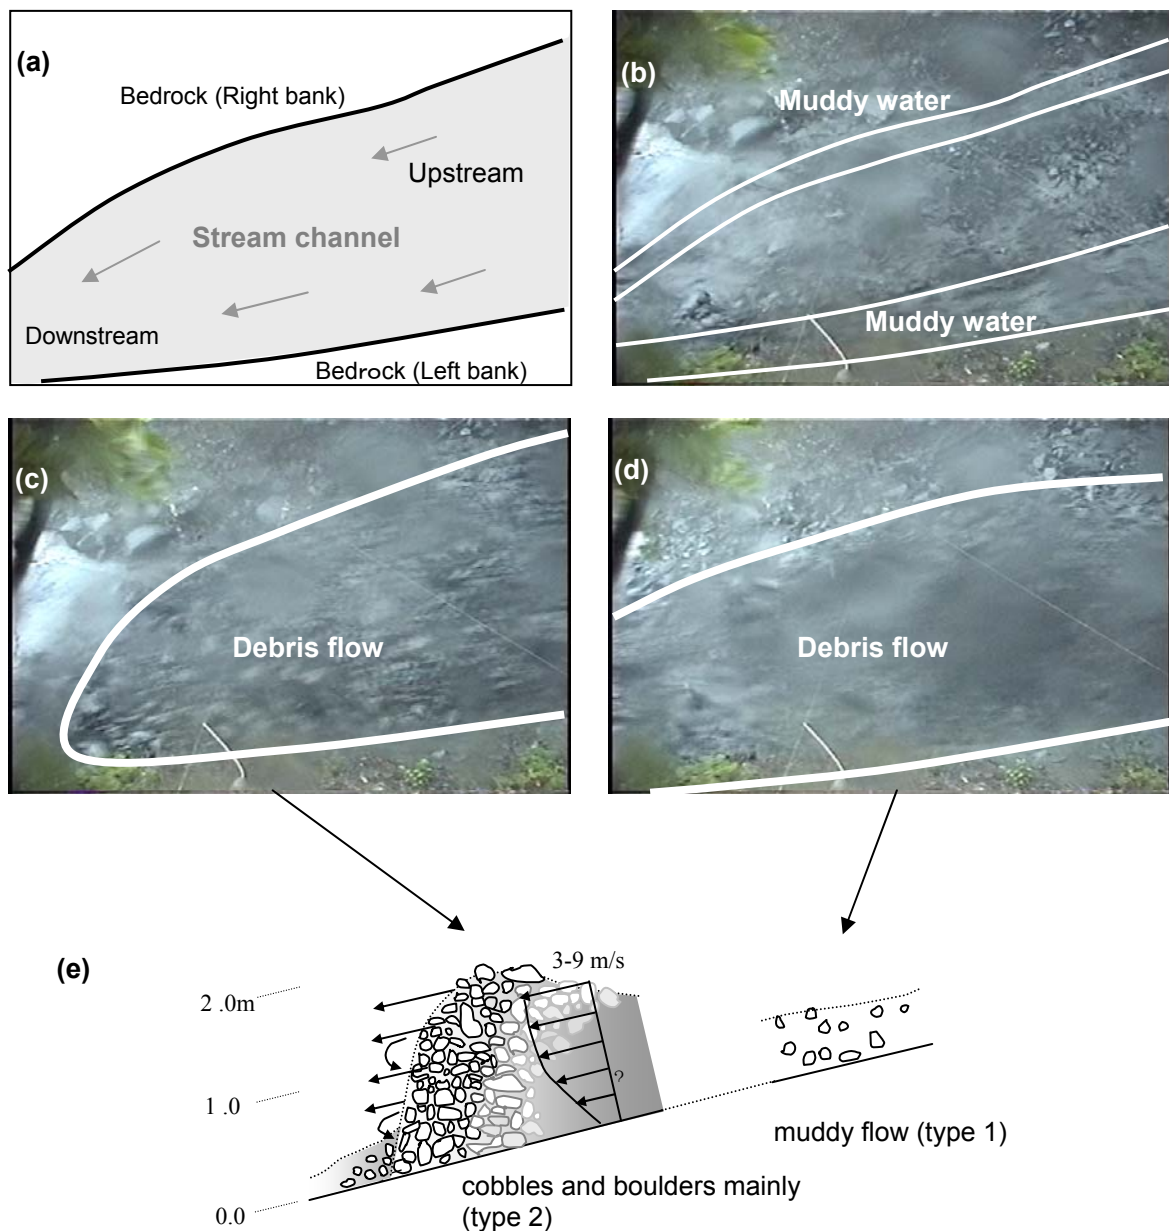 (a)
Bedrock (Right bank)
Upstream
Stream channel
Downstream
Bedrock (Left bank)
(b)
Muddy water
Muddy water
(c)
Debris flow
(d)
Debris flow
(e)
3-9 m/s
2 .0m
?
1 .0
muddy flow (type 1)
cobbles and boulders mainly
(type 2)
0.0